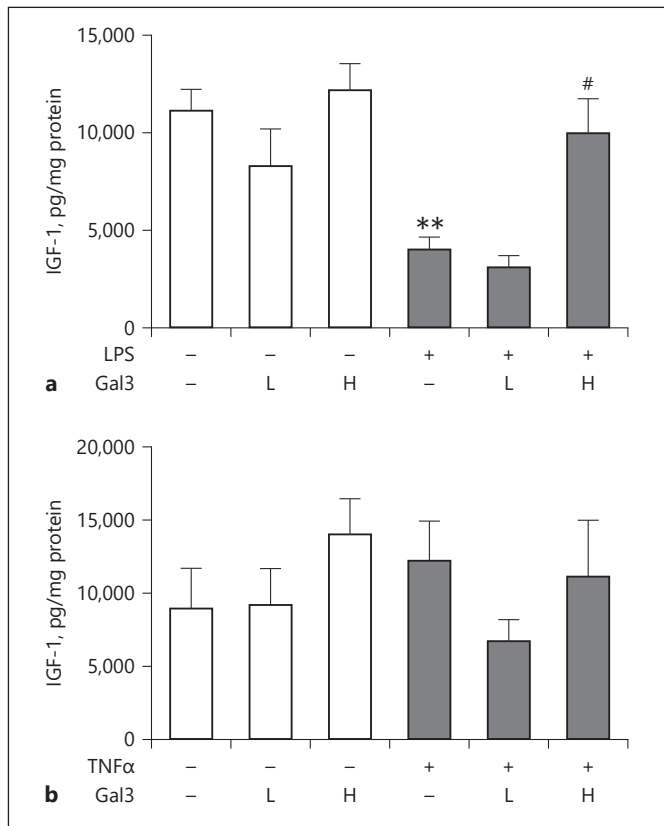 15,000
10,000
5,000
0
IGF-1, pg/mg protein
**
#
LPS – – – + + +
a Gal3 – L H – L H
20,000
15,000
10,000
5,000
0
IGF-1, pg/mg protein
TNFα – – – + + +
b Gal3 – L H – L H